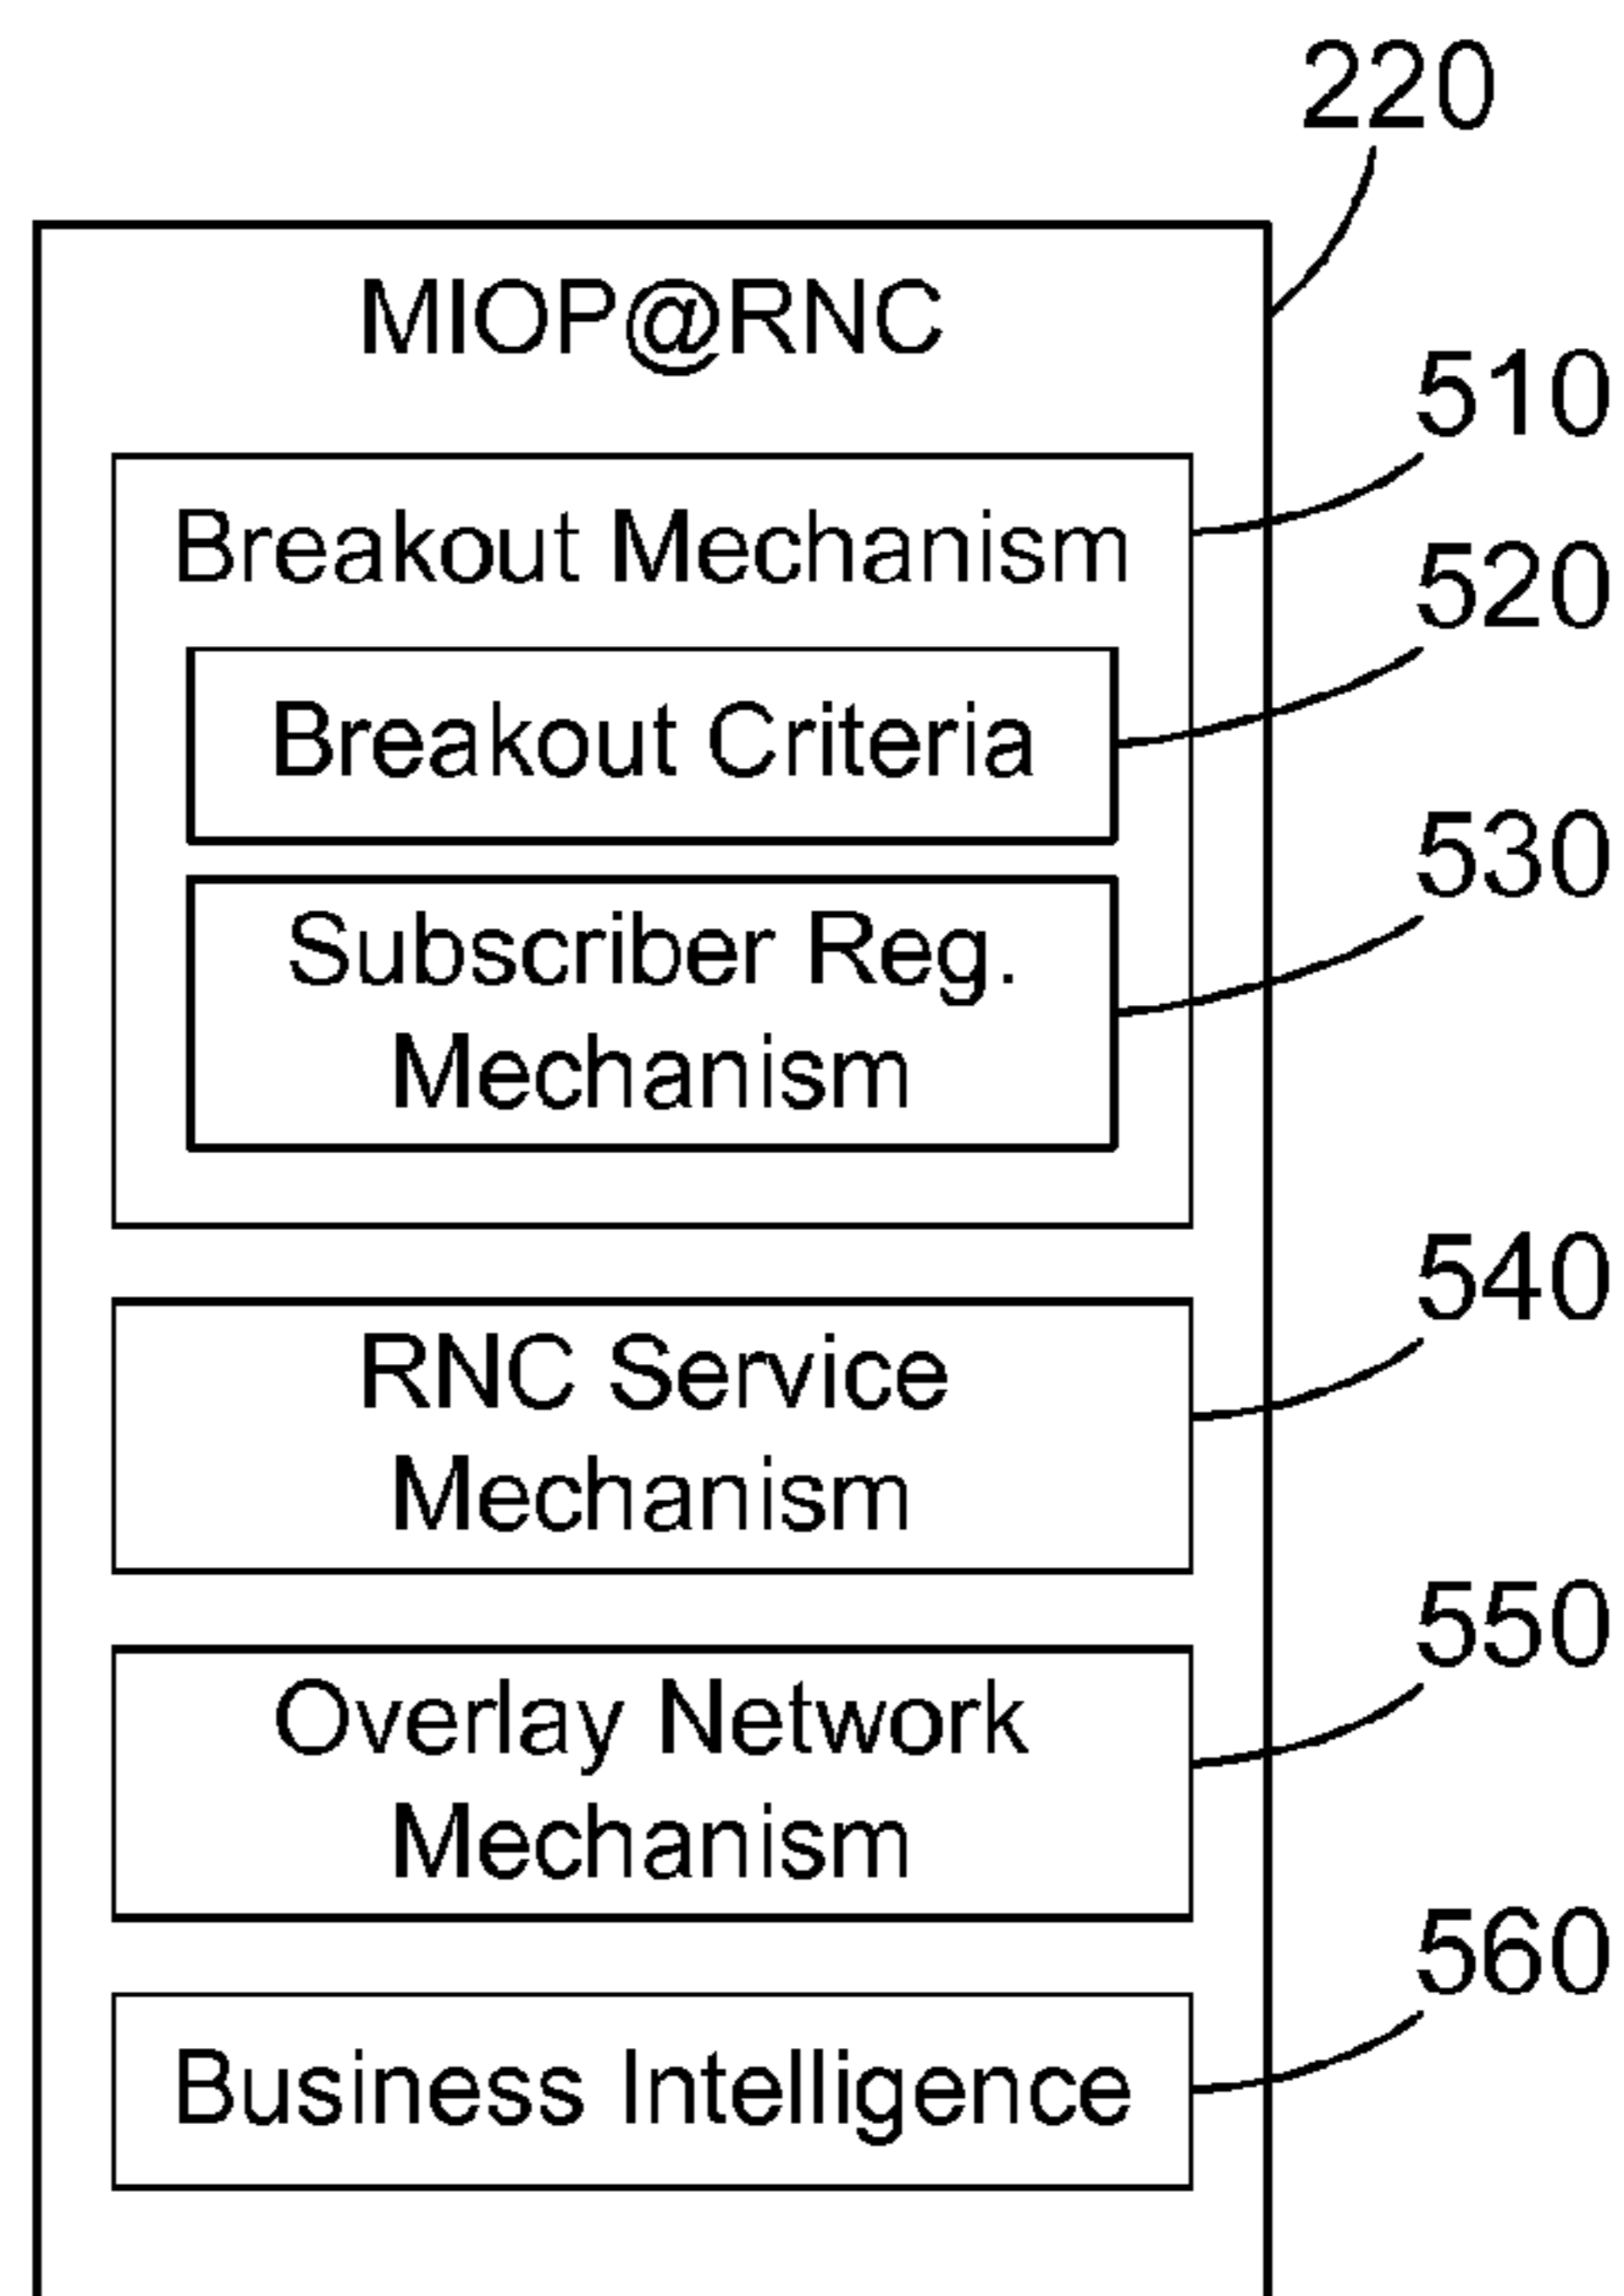 220
MIOP@RNC
510
Breakout Mechanism
520
Breakout Criteria
530
Subscriber Reg.
Mechanism
540
RNC Service
Mechanism
550
Overlay Network
Mechanism
560
Business Intelligence